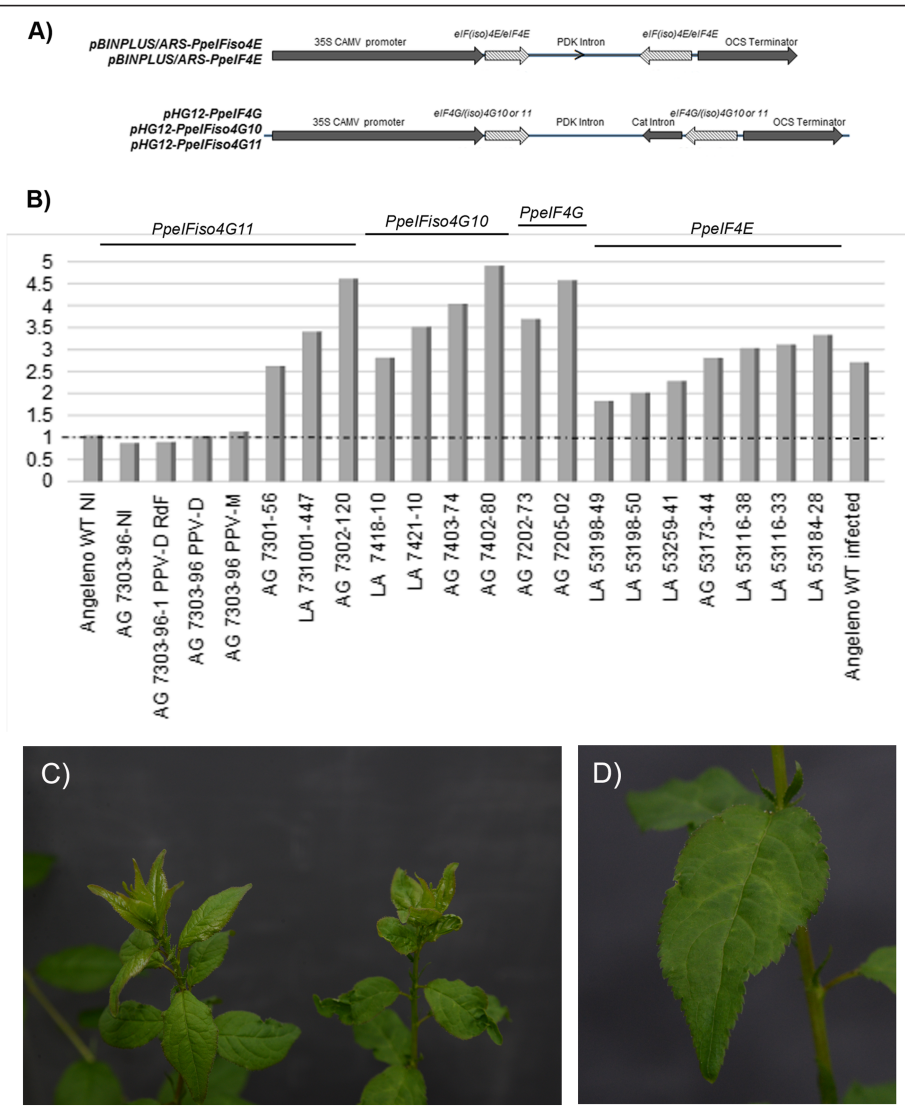 A)
pBINPLUS/ARS-PpeIFiso4E
pBINPLUS/ARS-PpeIF4E
35S CAMV promoter
eIF(iso)4E/eIF4E
PDK Intron
eIF(iso)4E/eIF4E
OCS Terminator
pHG12-PpeIF4G
pHG12-PpeIFiso4G10
pHG12-PpeIFiso4G11
35S CAMV promoter
eIF4G/(iso)4G10 or 11
PDK Intron
Cat Intron
eIF4G/(iso)4G10 or 11
OCS Terminator
B)
PpeIFiso4G11
PpeIFiso4G10
PpeIF4G
PpeIF4E
5
4.5
4
3.5
3
2.5
2
1.5
1
0.5
0
Angeleno WT NI
AG 7303-96-NI
AG 7303-96-1 PPV-D RdF
AG 7303-96 PPV-D
AG 7303-96 PPV-M
AG 7301-56
LA 731001-447
AG 7302-120
LA 7418-10
LA 7421-10
AG 7403-74
AG 7402-80
AG 7202-73
AG 7205-02
LA 53198-49
LA 53198-50
LA 53259-41
AG 53173-44
LA 53116-38
LA 53116-33
LA 53184-28
Angeleno WT infected
C)
D)